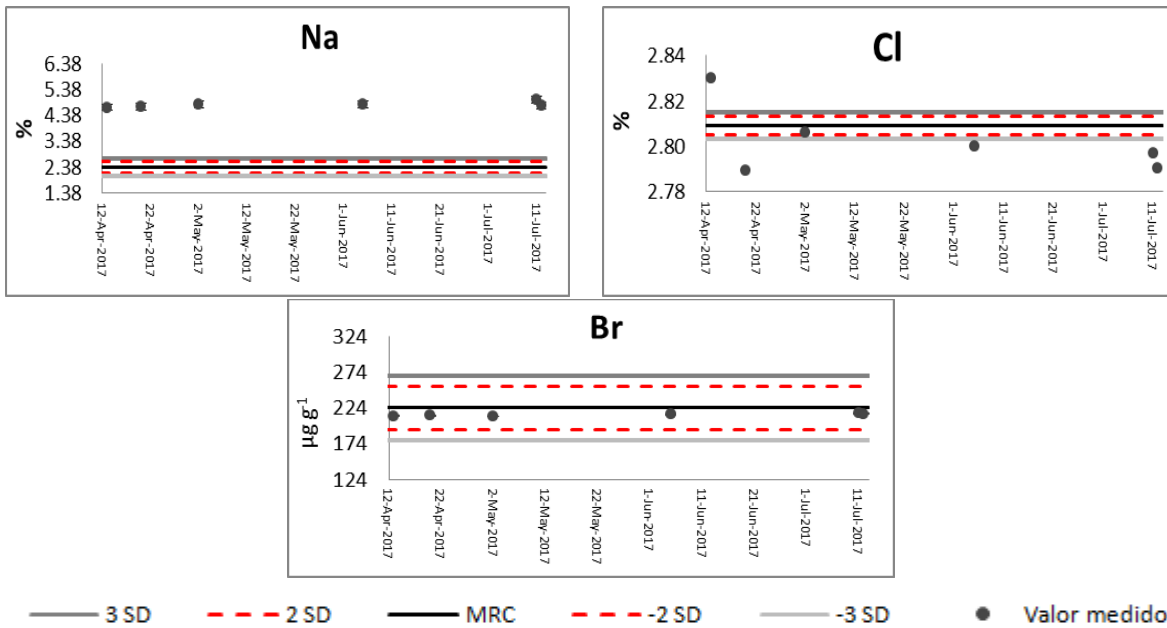 Na
6.38
5.38
4.38
3.38
2.38
1.38
%
12-Apr-2017
22-Apr-2017
2-May-2017
12-May-2017
22-May-2017
1-Jun-2017
11-Jun-2017
21-Jun-2017
1-Jul-2017
11-Jul-2017
Cl
2.84
2.82
2.80
2.78
%
12-Apr-2017
22-Apr-2017
2-May-2017
12-May-2017
22-May-2017
1-Jun-2017
11-Jun-2017
21-Jun-2017
1-Jul-2017
11-Jul-2017
Br
324
274
224
174
124
µg g⁻¹
12-Apr-2017
22-Apr-2017
2-May-2017
12-May-2017
22-May-2017
1-Jun-2017
11-Jun-2017
21-Jun-2017
1-Jul-2017
11-Jul-2017
3 SD 2 SD MRC -2 SD -3 SD Valor medido